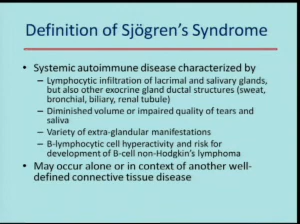 Definition of Sjögren's Syndrome
• Systemic autoimmune disease characterized by
– Lymphocytic infiltration of lacrimal and salivary glands,
but also other exocrine gland ductal structures (sweat,
bronchial, biliary, renal tubule)
– Diminished volume or impaired quality of tears and
saliva
– Variety of extra-glandular manifestations
– B-lymphocytic cell hyperactivity and risk for
development of B-cell non-Hodgkin's lymphoma
• May occur alone or in context of another well-
defined connective tissue disease